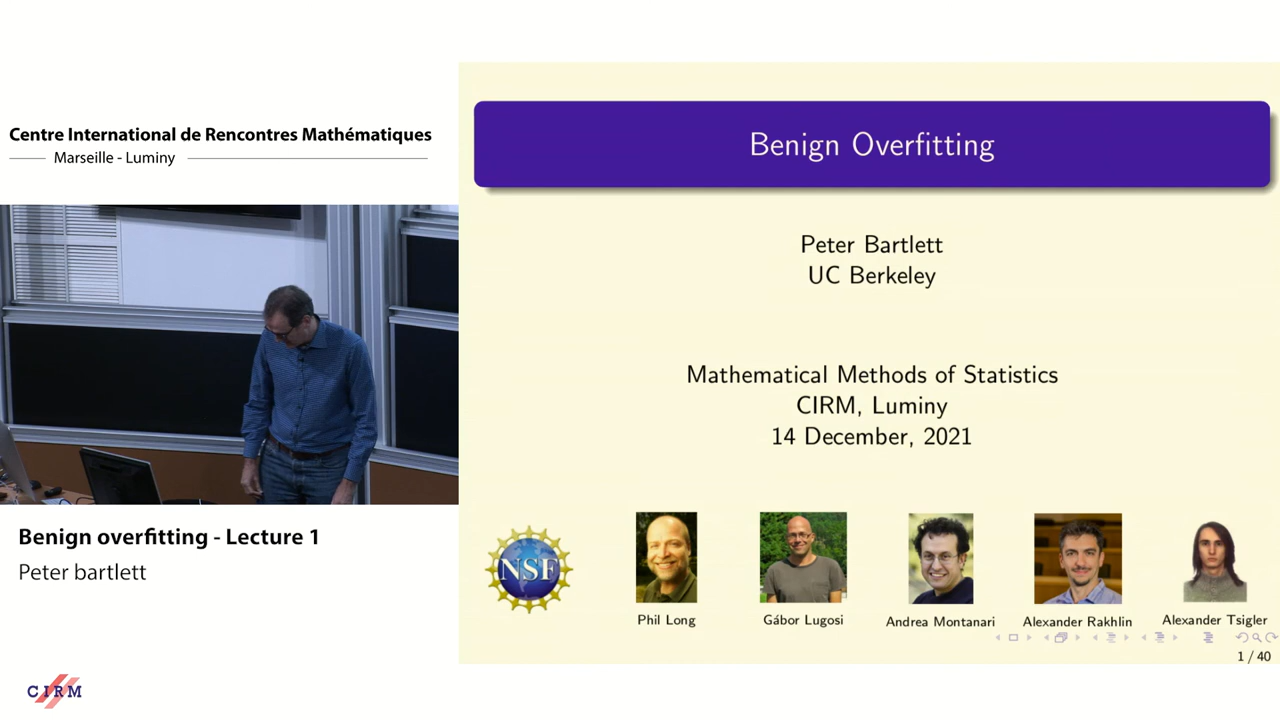 Centre International de Rencontres Mathématiques
Marseille - Luminy
Benign overfitting - Lecture 1
Peter bartlett
CIRM
Benign Overfitting
Peter Bartlett
UC Berkeley
Mathematical Methods of Statistics
CIRM, Luminy
14 December, 2021
NSF
Phil Long
Gábor Lugosi
Andrea Montanari
Alexander Rakhlin
Alexander Tsigler
1 / 40